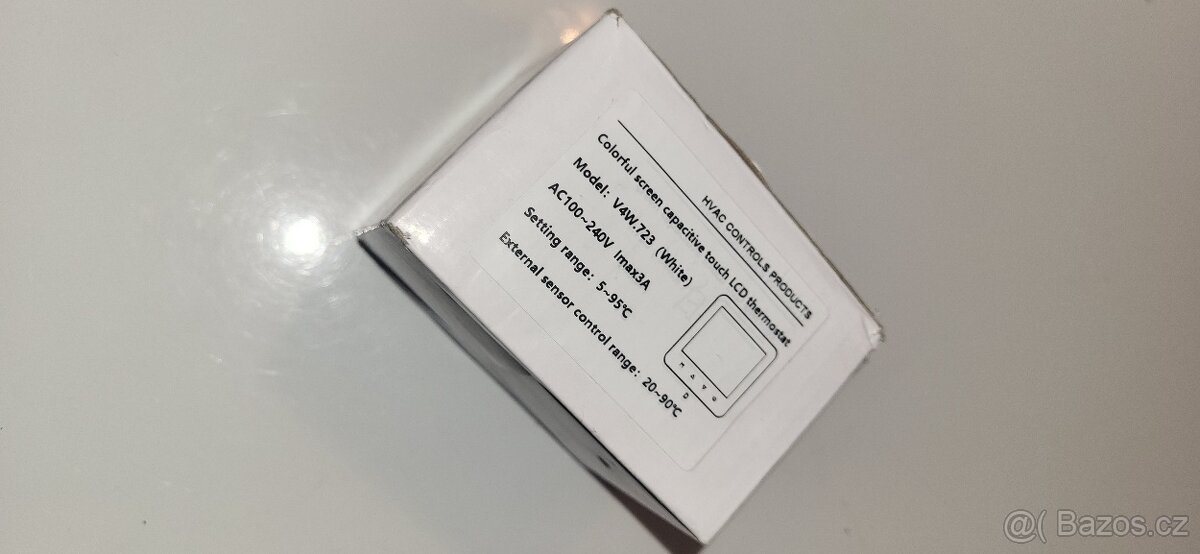 HVAC CONTROLS PRODUCTS
Colorful screen capacitive touch LCD thermostat
Model: V4W.723 (White)
AC100~240V Imax3A
Setting range: 5~95℃
External sensor control range: 20~90℃
@( Bazos.cz